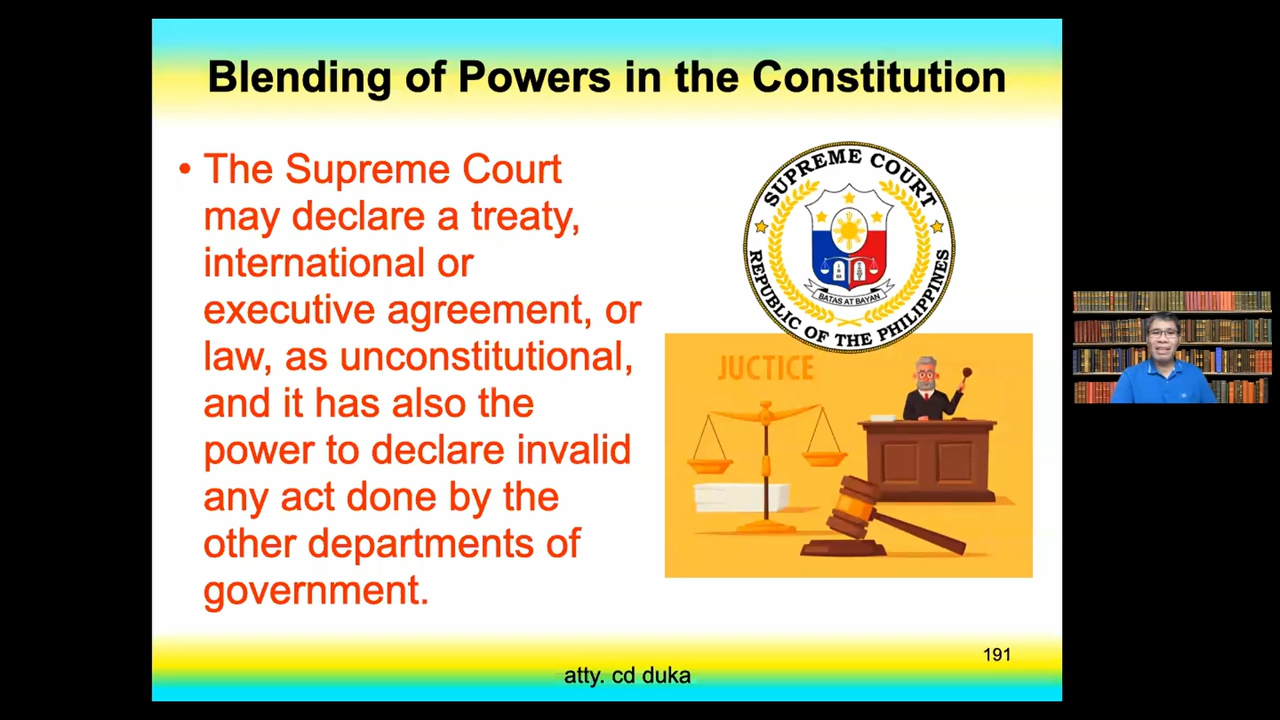 Blending of Powers in the Constitution
• The Supreme Court
may declare a treaty,
international or
executive agreement, or
law, as unconstitutional,
and it has also the
power to declare invalid
any act done by the
other departments of
government.
SUPREME COURT
BATAS AT BAYAN
REPUBLIC OF THE PHILIPPINES
JUCTICE
191
atty. cd duka